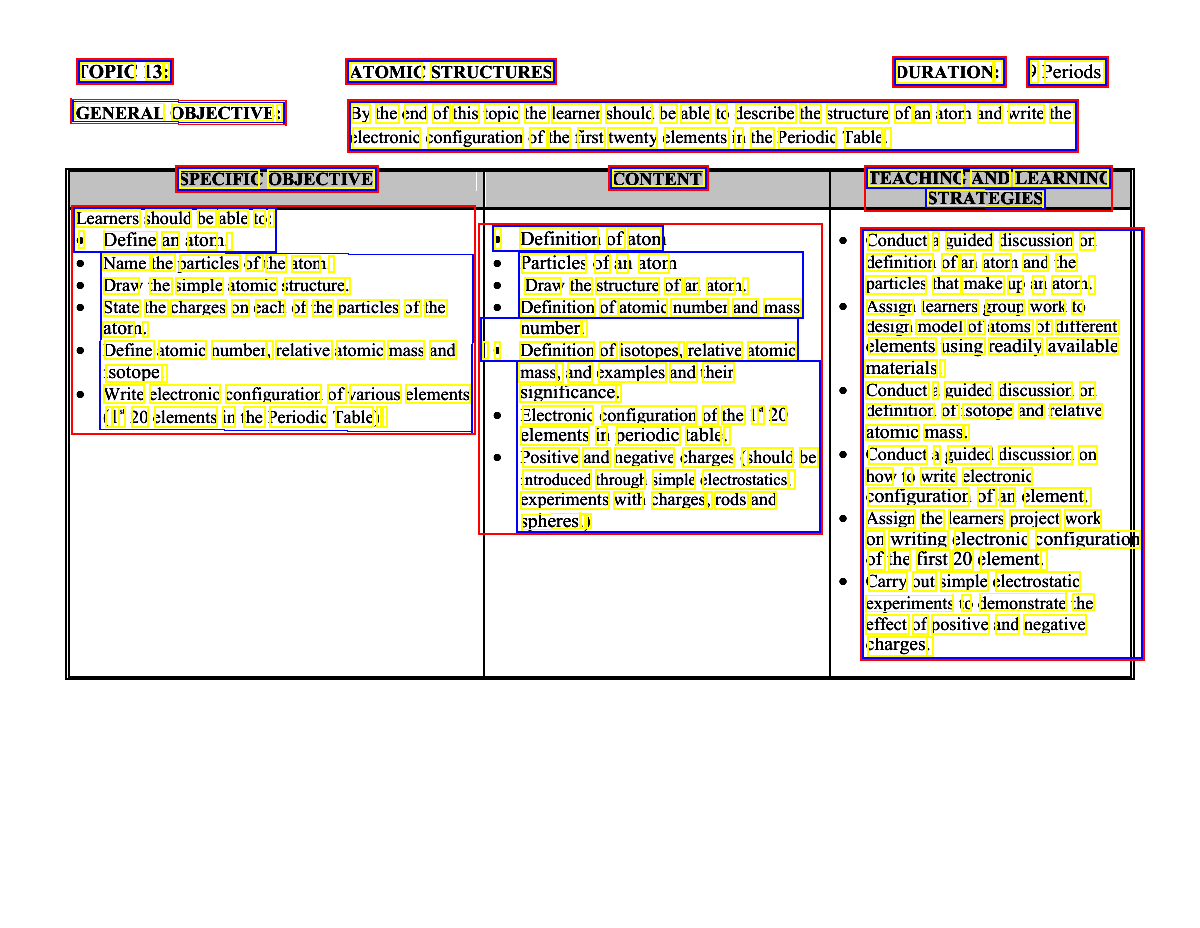 TOPIC 13: ATOMIC STRUCTURES DURATION: 9 Periods
GENERAL OBJECTIVE: By the end of this topic the learner should be able to describe the structure of an atom and write the
electronic configuration of the first twenty elements in the Periodic Table.
SPECIFIC OBJECTIVE
Learners should be able to:
• Define an atom.
• Name the particles of the atom
• Draw the simple atomic structure.
• State the charges on each of the particles of the
atom.
• Define atomic number, relative atomic mass and
isotope
• Write electronic configuration of various elements
(1st 20 elements in the Periodic Table)
CONTENT
• Definition of atom
• Particles of an atom
• Draw the structure of an atom.
• Definition of atomic number and mass
number.
• Definition of isotopes, relative atomic
mass, and examples and their
significance.
• Electronic configuration of the 1st 20
elements in periodic table.
• Positive and negative charges (should be
introduced through simple electrostatics,
experiments with charges, rods and
spheres.)
TEACHING AND LEARNING
STRATEGIES
• Conduct a guided discussion on
definition of an atom and the
particles that make up an atom.
• Assign learners group work to
design model of atoms of different
elements using readily available
materials
• Conduct a guided discussion on
definition of isotope and relative
atomic mass.
• Conduct a guided discussion on
how to write electronic
configuration of an element.
• Assign the learners project work
on writing electronic configuration
of the first 20 element.
• Carry out simple electrostatic
experiments to demonstrate the
effect of positive and negative
charges.